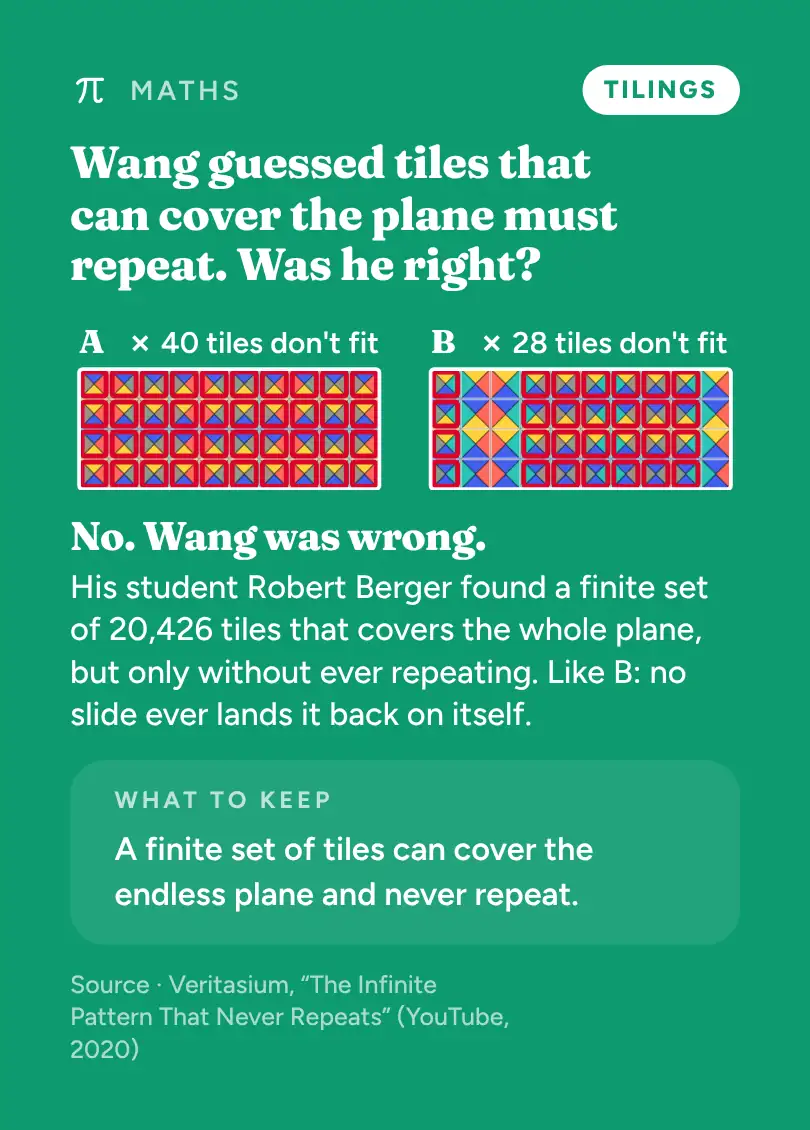 π MATHS
TILINGS
Wang guessed tiles that
can cover the plane must
repeat. Was he right?
A × 40 tiles don't fit
B × 28 tiles don't fit
No. Wang was wrong.
His student Robert Berger found a finite set
of 20,426 tiles that covers the whole plane,
but only without ever repeating. Like B: no
slide ever lands it back on itself.
WHAT TO KEEP
A finite set of tiles can cover the
endless plane and never repeat.
Source · Veritasium, “The Infinite
Pattern That Never Repeats” (YouTube,
2020)